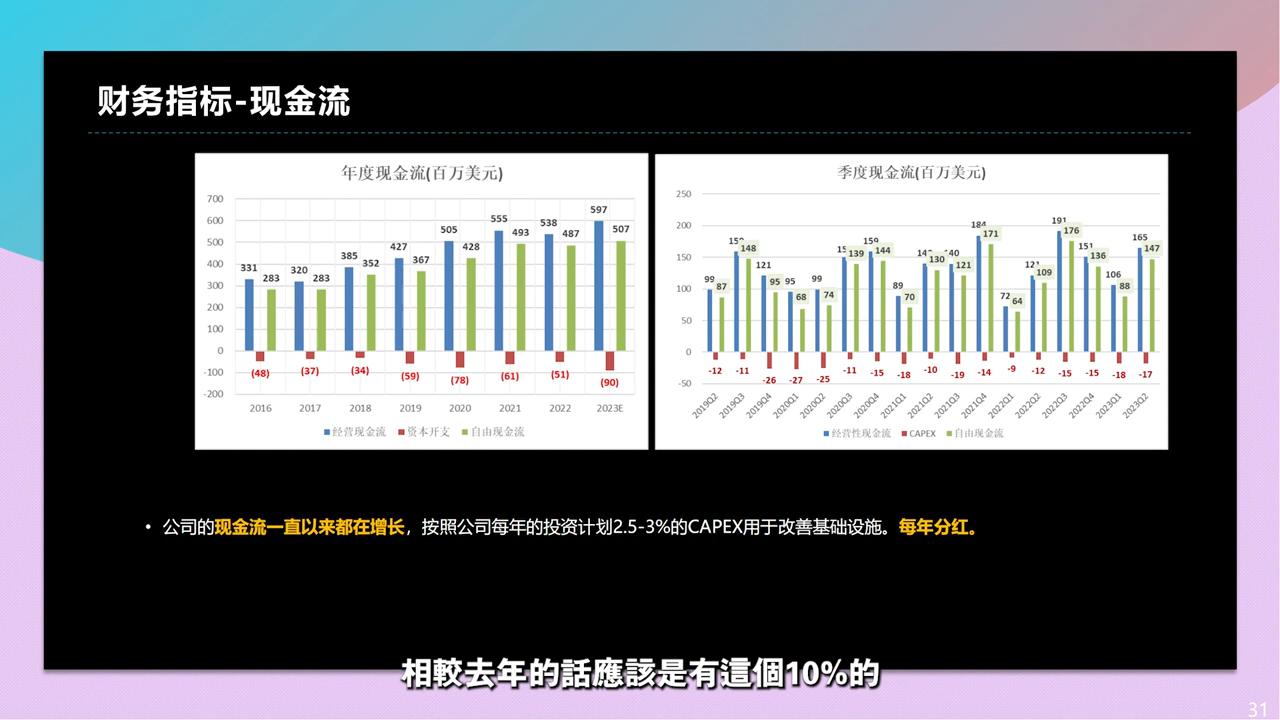 财务指标-现金流
年度现金流(百万美元)
700
600
500
400
300
200
100
0
-100
-200
331 283 320 283 385 352 427 367 505 428 555 493 538 487 597 507
(48) (37) (34) (59) (78) (61) (51) (90)
2016 2017 2018 2019 2020 2021 2022 2023E
经营现金流 资本开支 自由现金流
季度现金流(百万美元)
250
200
150
100
50
0
-50
99 87 148 121 95 95 68 99 74 139 159 144 89 70 130 121 184 171 72 64 109 191 176 151 136 106 88 165 147
-12 -11 -26 -27 -25 -11 -15 -18 -10 -19 -14 -9 -12 -15 -15 -18 -17
2019Q2 2019Q3 2019Q4 2020Q1 2020Q2 2020Q3 2020Q4 2021Q1 2021Q2 2021Q3 2021Q4 2022Q1 2022Q2 2022Q3 2022Q4 2023Q1 2023Q2
经营性现金流 CAPEX 自由现金流
• 公司的现金流一直以来都在增长，按照公司每年的投资计划2.5-3%的CAPEX用于改善基础设施。每年分红。
相較去年的話應該是有這個10%的
31